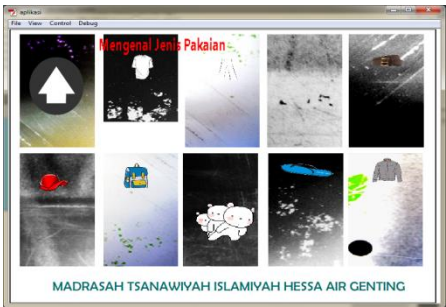 aplikasi
File View Control Debug
Mengenal Jenis Pakaian
MADRASAH TSANAWIYAH ISLAMIYAH HESSA AIR GENTING